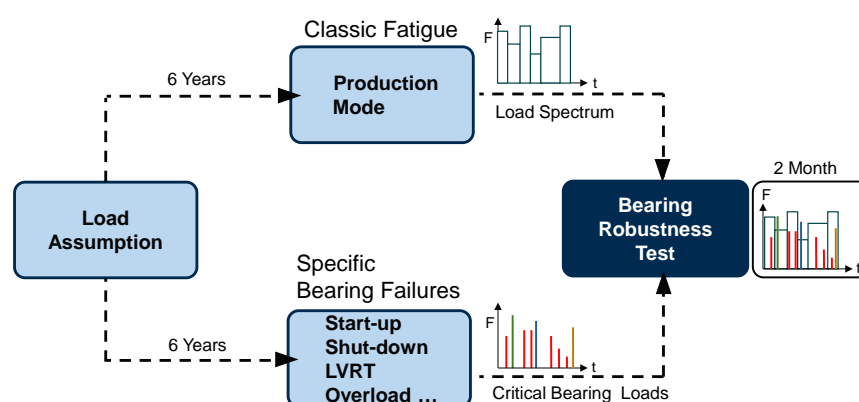 Classic Fatigue
6 Years
Production
Mode
F
t
Load Spectrum
Load
Assumption
Bearing
Robustness
Test
2 Month
F
t
Specific
Bearing Failures
6 Years
Start-up
Shut-down
LVRT
Overload ...
F
t
Critical Bearing Loads